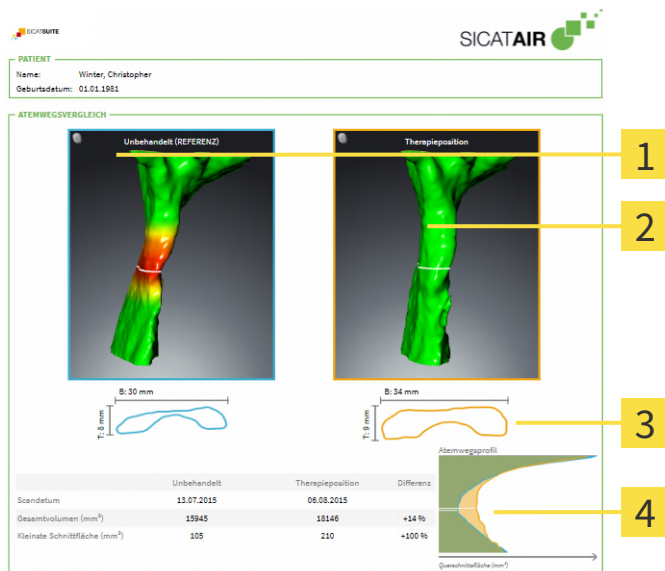 SICATSUITE
SICATAIR
PATIENT
Name: Winter, Christopher
Geburtsdatum: 01.01.1981
ATEMWEGSVERGLEICH
Unbehandelt (REFERENZ)
Therapieposition
1
2
B: 30 mm
T: 8 mm
B: 34 mm
T: 9 mm
3
Atemwegsprofil
Unbehandelt Therapieposition Differenz
Scandatum 13.07.2015 06.08.2015
Gesamtvolumen (mm³) 15945 18146 +14 %
Kleinste Schnittfläche (mm²) 105 210 +100 %
4
Querschnittsfläche (mm²)